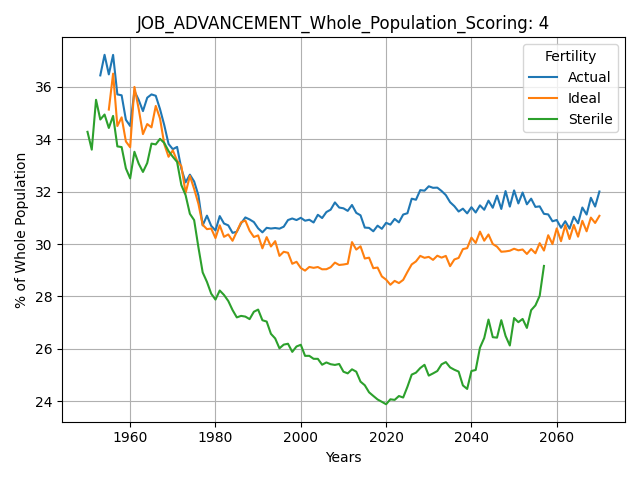 JOB_ADVANCEMENT_Whole_Population_Scoring: 4
Fertility
Actual
Ideal
Sterile
% of Whole Population
36
34
32
30
28
26
24
1960 1980 2000 2020 2040 2060
Years